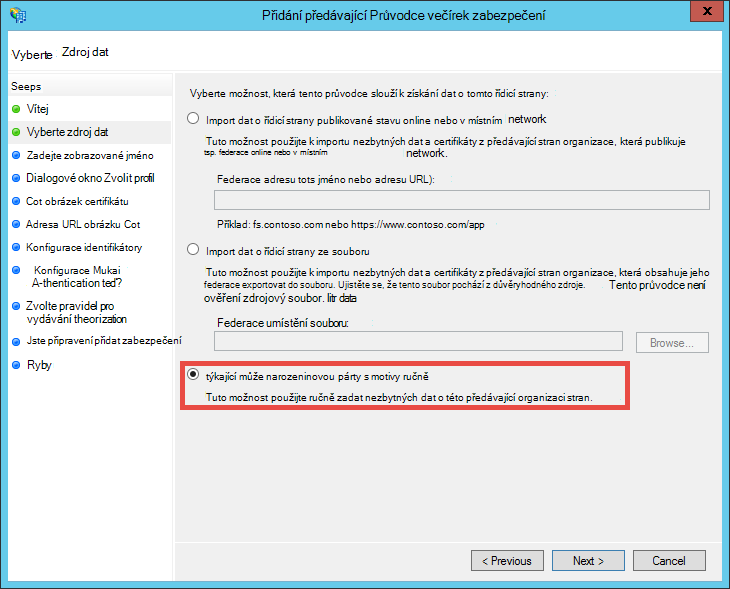 Přidání předávající Průvodce večírek zabezpečení
X
Vyberte Zdroj dat
Seeps
Vítej
Vyberte zdroj dat
Zadejte zobrazované jméno
Dialogové okno Zvolit profil
Cot obrázek certifikátu
Adresa URL obrázku Cot
Konfigurace identifikátory
Konfigurace Mukai
A-thentication teď?
Zvolte pravidel pro
vydávání theorization
Jste připravení přidat zabezpečení
Ryby
Vyberte možnost, která tento průvodce slouží k získání dat o tomto řídicí strany:
Import dat o řídicí strany publikované stavu online nebo v místním network
Tuto možnost použijte k importu nezbytných dat a certifikáty z předávající stran organizace, která publikuje
tsp. federace online nebo v místním network.
Federace adresu tots jméno nebo adresu URL):
Příklad: fs.contoso.com nebo https://www.contoso.com/app
Import dat o řídicí strany ze souboru
Tuto možnost použijte k importu nezbytných dat a certifikáty z předávající stran organizace, která obsahuje jeho
federace exportovat do souboru. Ujistěte se, že tento soubor pochází z důvěryhodného zdroje. Tento průvodce není
ověření zdrojový soubor. litr data
Federace umístění souboru:
Browse...
týkající může narozeninovou párty s motivy ručně
Tuto možnost použijte ručně zadat nezbytných dat o této předávající organizaci stran.
< Previous
Next >
Cancel